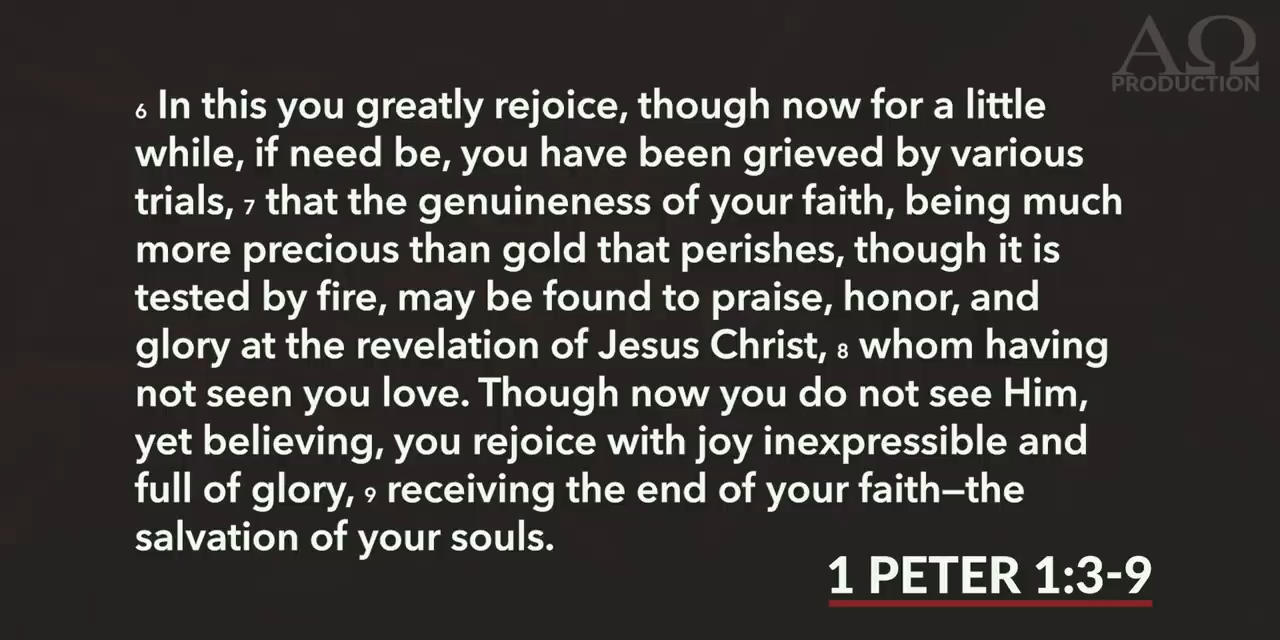 ΑΩ
PRODUCTION
6 In this you greatly rejoice, though now for a little
while, if need be, you have been grieved by various
trials, 7 that the genuineness of your faith, being much
more precious than gold that perishes, though it is
tested by fire, may be found to praise, honor, and
glory at the revelation of Jesus Christ, 8 whom having
not seen you love. Though now you do not see Him,
yet believing, you rejoice with joy inexpressible and
full of glory, 9 receiving the end of your faith—the
salvation of your souls.
1 PETER 1:3-9